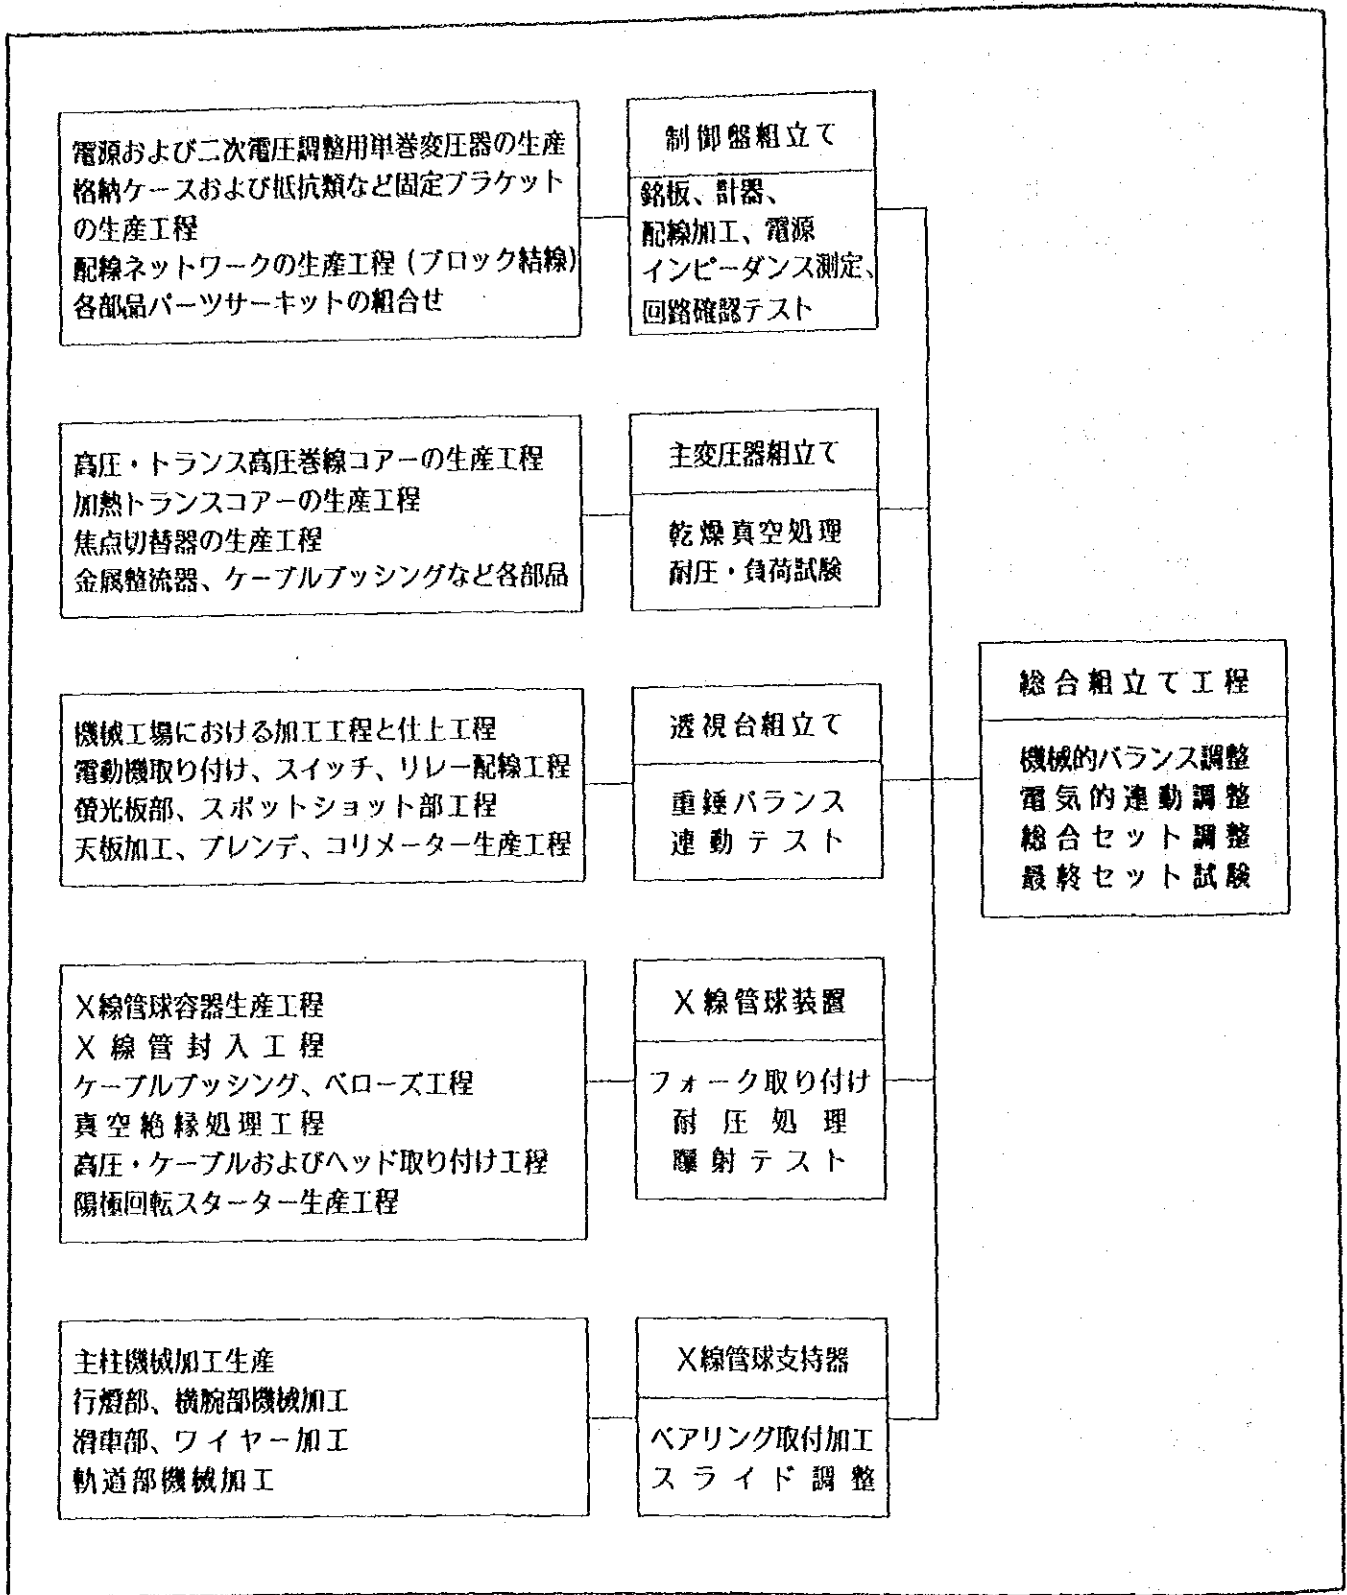 電源および二次電圧調整用単巻変圧器の生産
格納ケースおよび抵抗類など固定ブラケット
の生産工程
配線ネットワークの生産工程(ブロック結線)
各部品パーツサーキットの組合せ
制御盤組立て
銘板、計器、
配線加工、電源
インピーダンス測定、
回路確認テスト
高圧・トランス高圧巻線コアーの生産工程
加熱トランスコアーの生産工程
焦点切替器の生産工程
金属整流器、ケーブルブッシングなど各部品
主変圧器組立て
乾燥真空処理
耐圧・負荷試験
機械工場における加工工程と仕上工程
電動機取り付け、スイッチ、リレー配線工程
螢光板部、スポットショット部工程
天板加工、ブレンデ、コリメーター生産工程
透視台組立て
重錘バランス
連動テスト
X線管球容器生産工程
X線管封入工程
ケーブルブッシング、ベローズ工程
真空絶縁処理工程
高圧・ケーブルおよびヘッド取り付け工程
陽極回転スターター生産工程
X線管球装置
フォーク取り付け
耐圧処理
曝射テスト
主柱機械加工生産
行燈部、横腕部機械加工
滑車部、ワイヤー加工
軌道部機械加工
X線管球支持器
ベアリング取付加工
スライド調整
総合組立て工程
機械的バランス調整
電気的連動調整
総合セット調整
最終セット試験